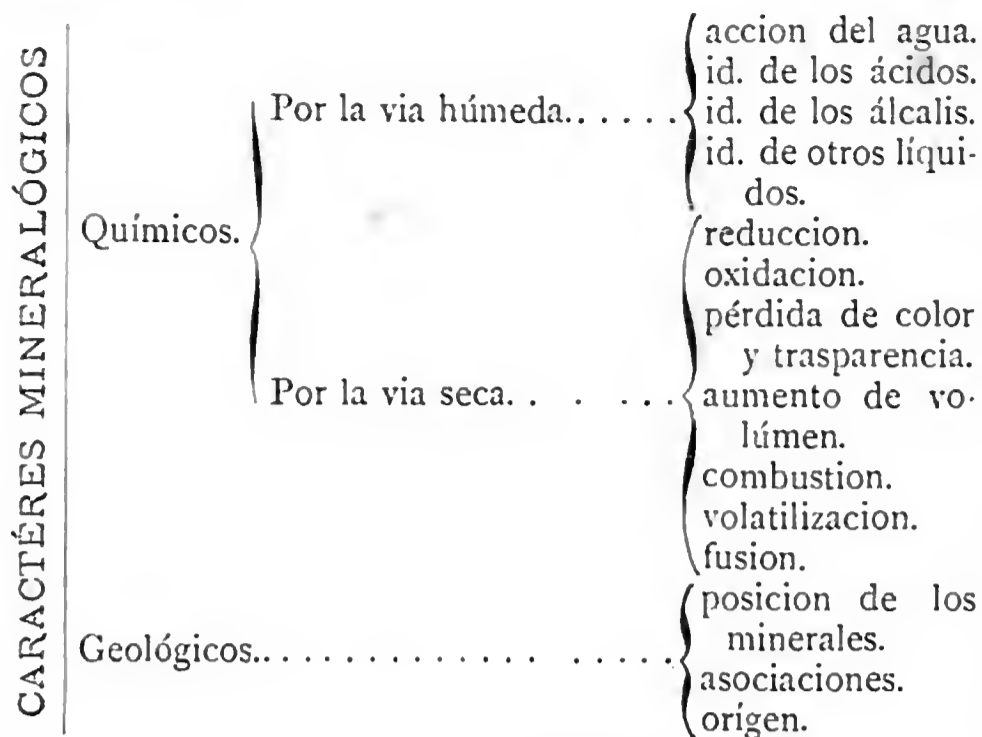 CARACTÉRES MINERALÓGICOS
Químicos.
Por la via húmeda. . . . . .
accion del agua.
id. de los ácidos.
id. de los álcalis.
id. de otros líqui-
dos.
Por la via seca. . . . . .
reduccion.
oxidacion.
pérdida de color
y trasparencia.
aumento de vo-
lúmen.
combustion.
volatilizacion.
fusion.
Geológicos. . . . . . . . . . . . . . . . . . .
posicion de los
minerales.
asociaciones.
orígen.